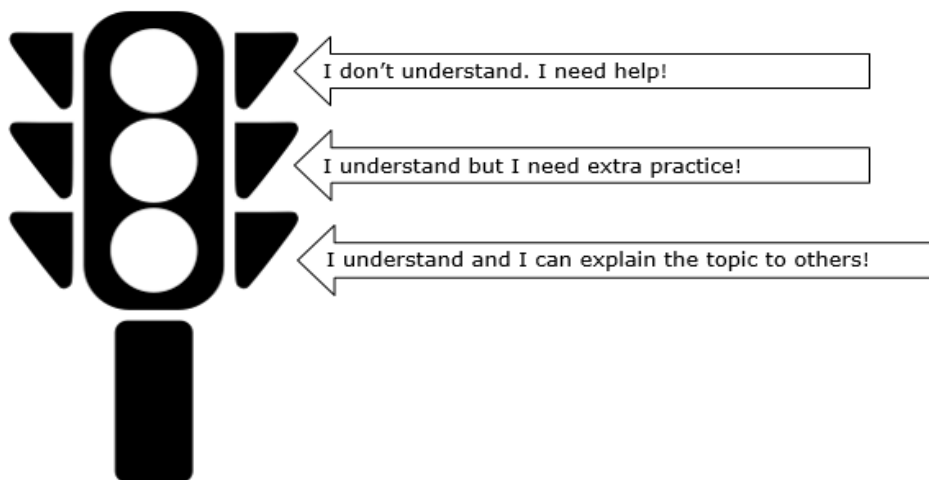 I don’t understand. I need help!
I understand but I need extra practice!
I understand and I can explain the topic to others!